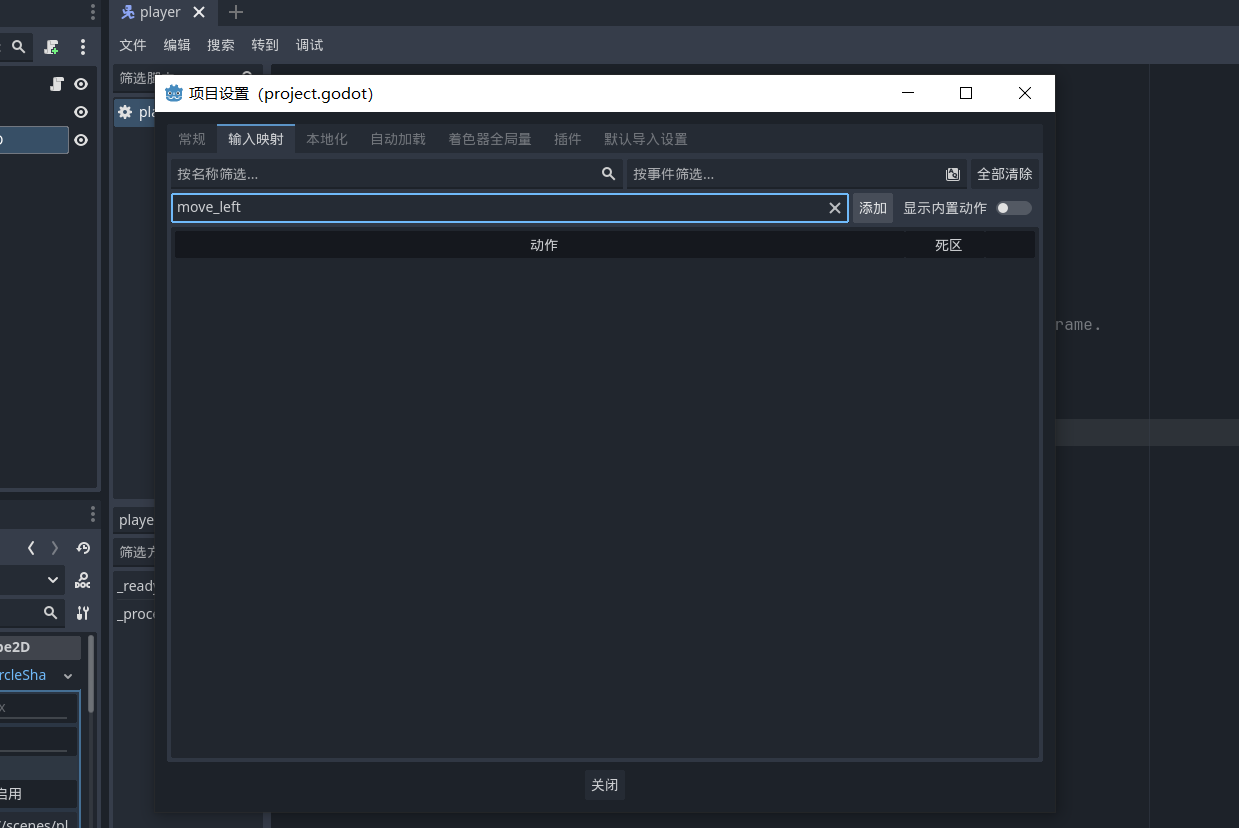 player
文件 编辑 搜索 转到 调试
项目设置（project.godot）
常规 输入映射 本地化 自动加载 着色器全局量 插件 默认导入设置
按名称筛选... 按事件筛选... 全部清除
move_left 添加 显示内置动作
动作 死区
rame.
playe
筛选方
_ready
_proce
DOC
pe2D
rcleSha
x
启用
//scenes/pl
关闭